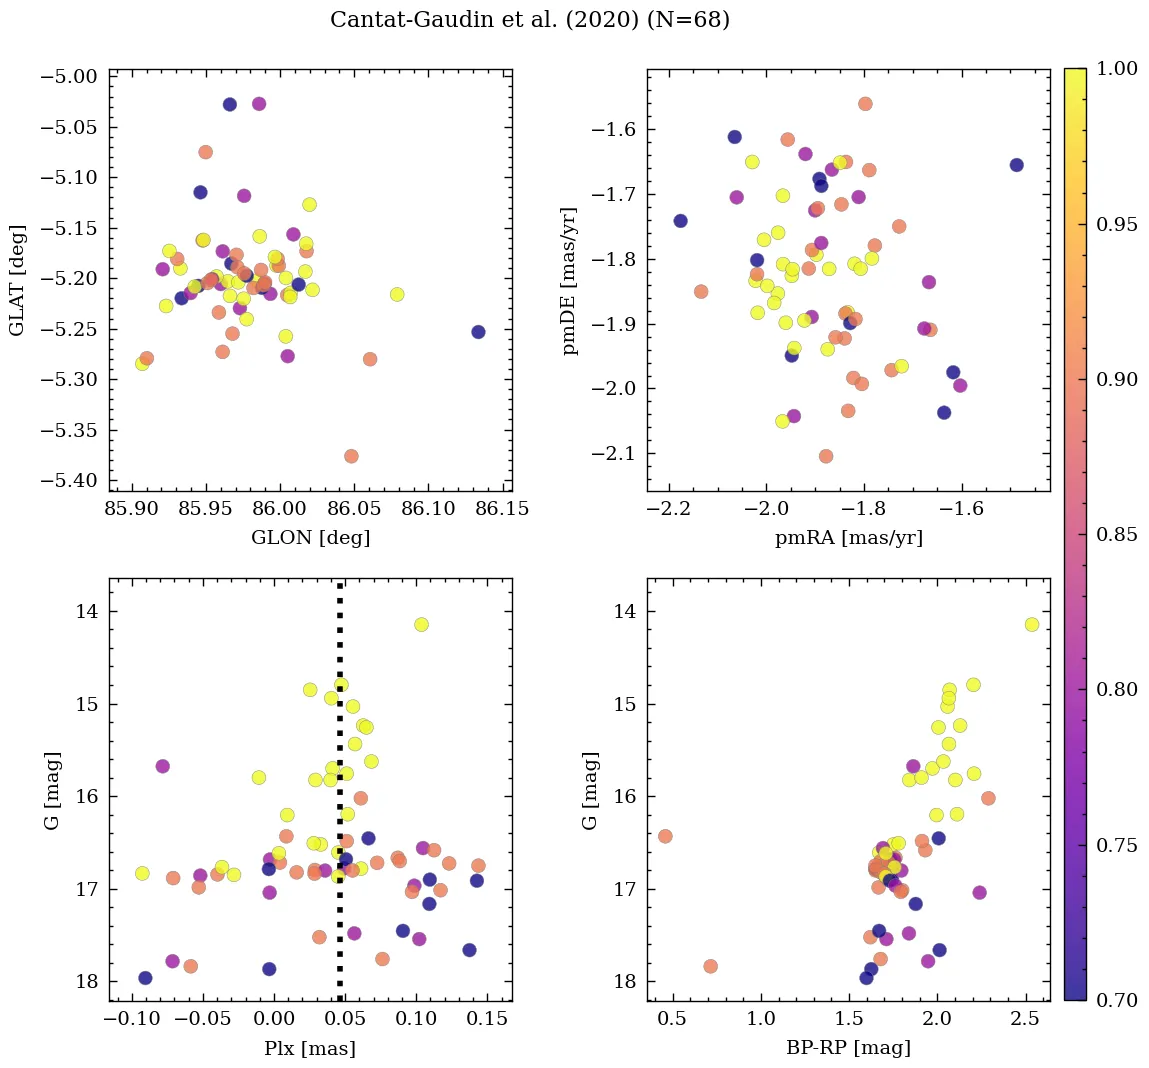 Cantat-Gaudin et al. (2020) (N=68)
−5.00
−5.05
−5.10
−5.15
−5.20
−5.25
−5.30
−5.35
−5.40
GLAT [deg]
85.90 85.95 86.00 86.05 86.10 86.15
GLON [deg]
−1.6
−1.7
−1.8
−1.9
−2.0
−2.1
pmDE [mas/yr]
−2.2 −2.0 −1.8 −1.6
pmRA [mas/yr]
14
15
16
17
18
G [mag]
−0.10 −0.05 0.00 0.05 0.10 0.15
Plx [mas]
14
15
16
17
18
G [mag]
0.5 1.0 1.5 2.0 2.5
BP-RP [mag]
1.00
0.95
0.90
0.85
0.80
0.75
0.70